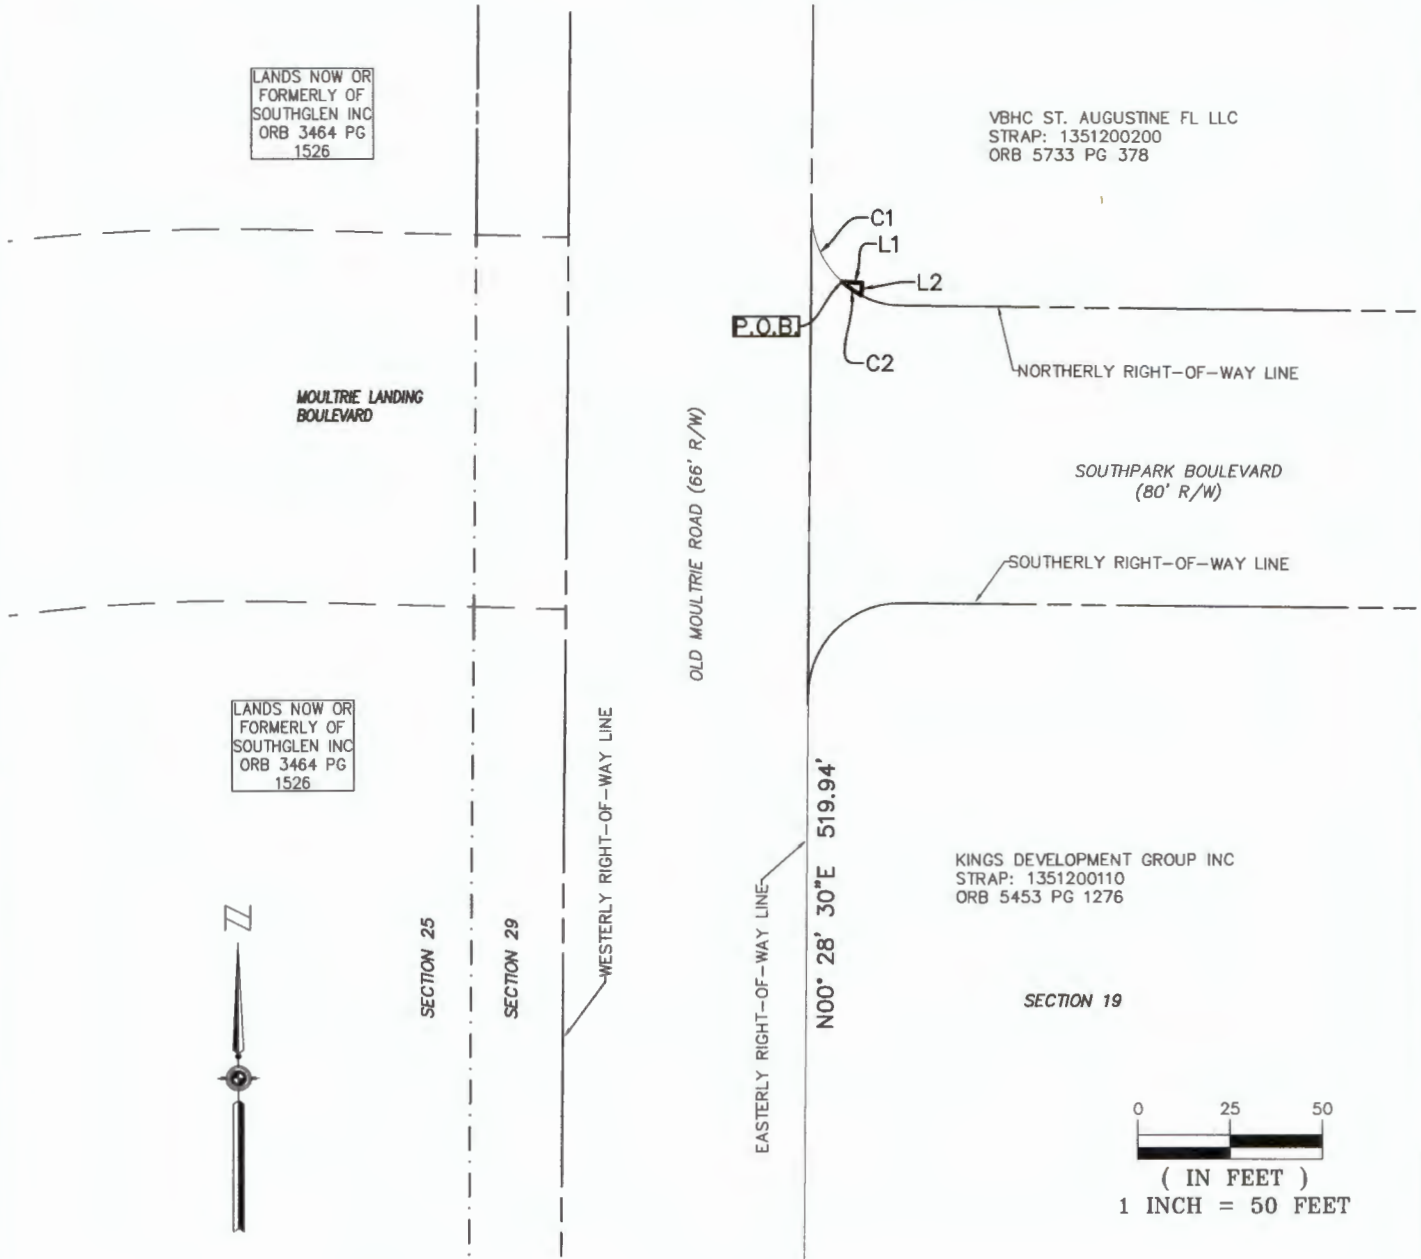 LANDS NOW OR
FORMERLY OF
SOUTHGLEN INC
ORB 3464 PG
1526
VBHC ST. AUGUSTINE FL LLC
STRAP: 1351200200
ORB 5733 PG 378
C1
L1
L2
P.O.B.
C2
NORTHERLY RIGHT-OF-WAY LINE
MOULTRIE LANDING
BOULEVARD
OLD MOULTRIE ROAD (66' R/W)
SOUTHPARK BOULEVARD
(80' R/W)
SOUTHERLY RIGHT-OF-WAY LINE
LANDS NOW OR
FORMERLY OF
SOUTHGLEN INC
ORB 3464 PG
1526
WESTERLY RIGHT-OF-WAY LINE
N00° 28' 30"E 519.94'
EASTERLY RIGHT-OF-WAY LINE
KINGS DEVELOPMENT GROUP INC
STRAP: 1351200110
ORB 5453 PG 1276
N
SECTION 25
SECTION 29
SECTION 19
0 25 50
( IN FEET )
1 INCH = 50 FEET